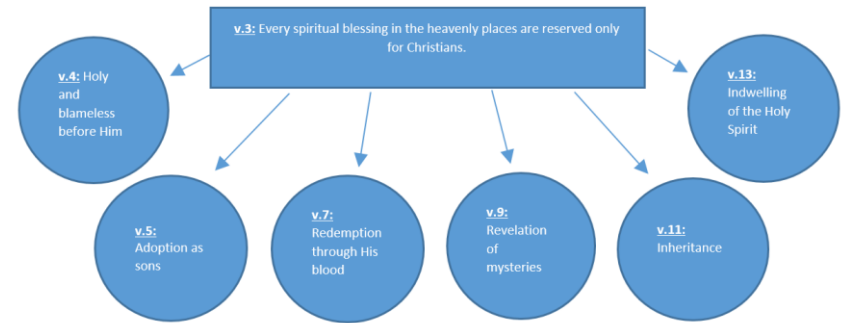 v.3: Every spiritual blessing in the heavenly places are reserved only
for Christians.
v.4: Holy
and
blameless
before Him
v.5:
Adoption as
sons
v.7:
Redemption
through His
blood
v.9:
Revelation
of
mysteries
v.11:
Inheritance
v.13:
Indwelling
of the Holy
Spirit